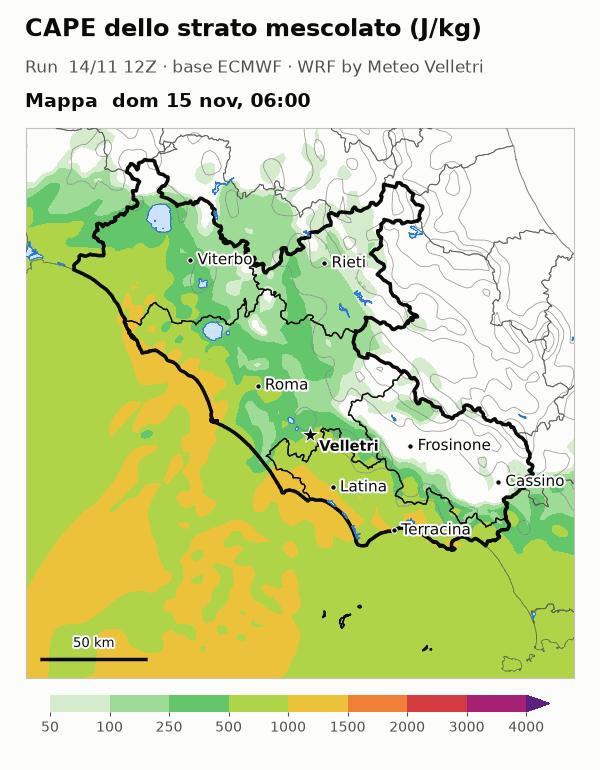 CAPE dello strato mescolato (J/kg)
Run  14/11 12Z · base ECMWF · WRF by Meteo Velletri
Mappa  dom 15 nov, 06:00
Viterbo
Rieti
Roma
Velletri
Frosinone
Cassino
Latina
Terracina
50 km
50 100 250 500 1000 1500 2000 3000 4000